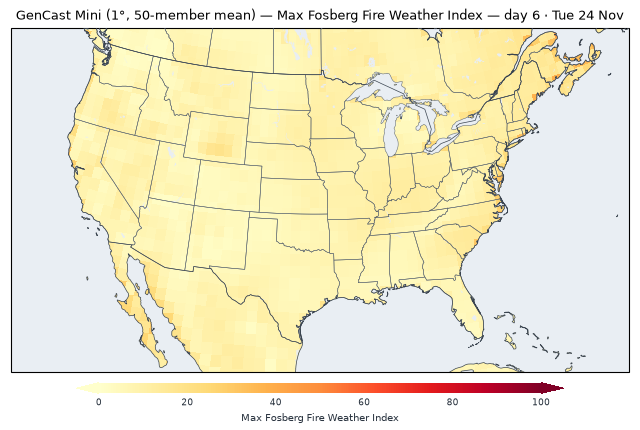 GenCast Mini (1°, 50-member mean) — Max Fosberg Fire Weather Index — day 6 · Tue 24 Nov
0 20 40 60 80 100
Max Fosberg Fire Weather Index